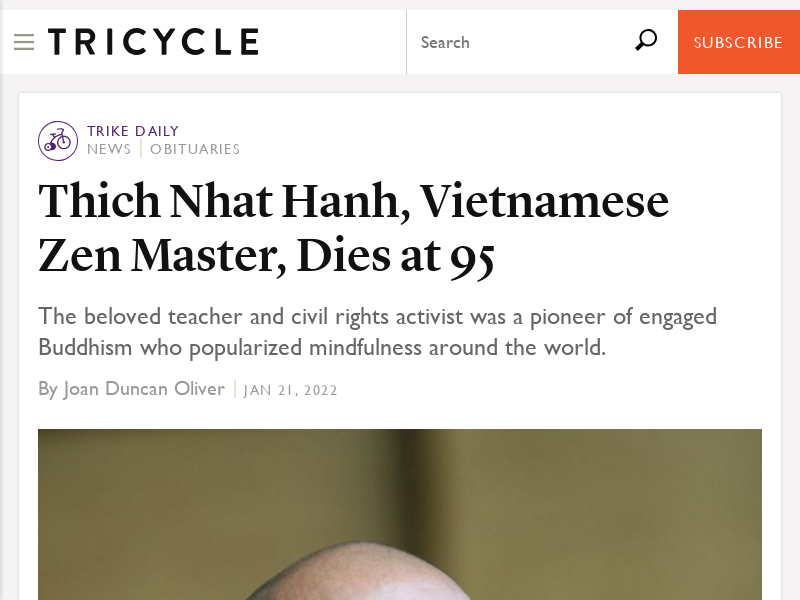 TRICYCLE
Search
SUBSCRIBE
TRIKE DAILY
NEWS | OBITUARIES
Thich Nhat Hanh, Vietnamese
Zen Master, Dies at 95
The beloved teacher and civil rights activist was a pioneer of engaged
Buddhism who popularized mindfulness around the world.
By Joan Duncan Oliver | JAN 21, 2022